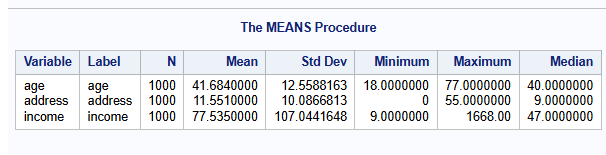 The MEANS Procedure
Variable Label N Mean Std Dev Minimum Maximum Median
age age 1000 41.6840000 12.5588163 18.0000000 77.0000000 40.0000000
address address 1000 11.5510000 10.0866813 0 55.0000000 9.0000000
income income 1000 77.5350000 107.0441648 9.0000000 1668.00 47.0000000